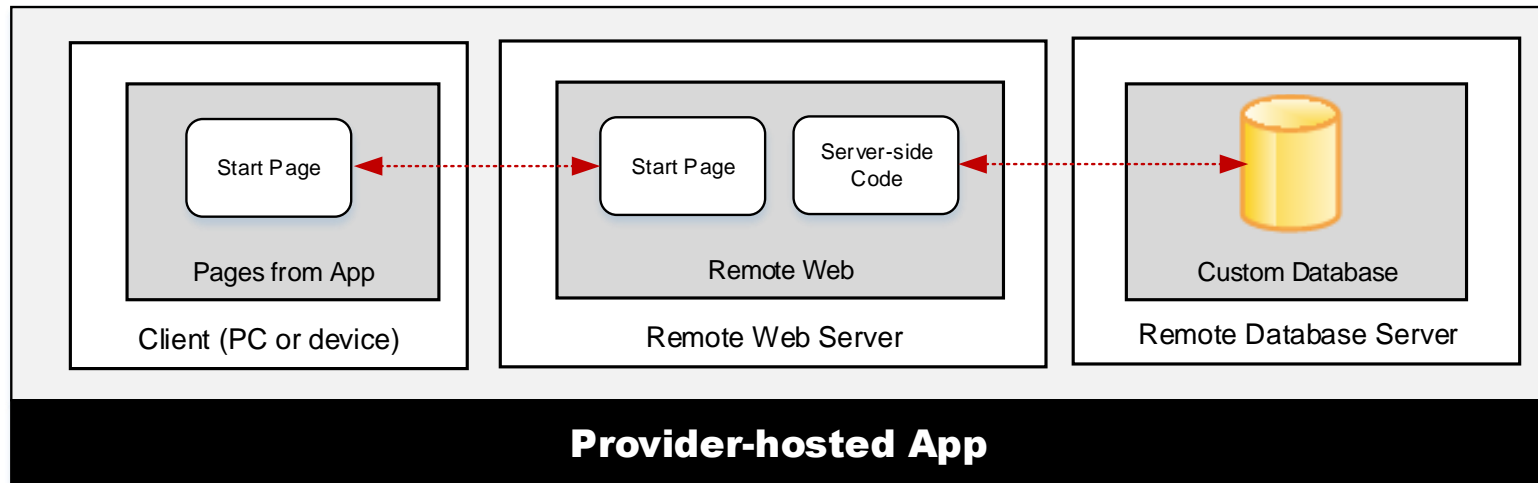 Start Page
Pages from App
Client (PC or device)
Start Page
Server-side
Code
Remote Web
Remote Web Server
Custom Database
Remote Database Server
Provider-hosted App